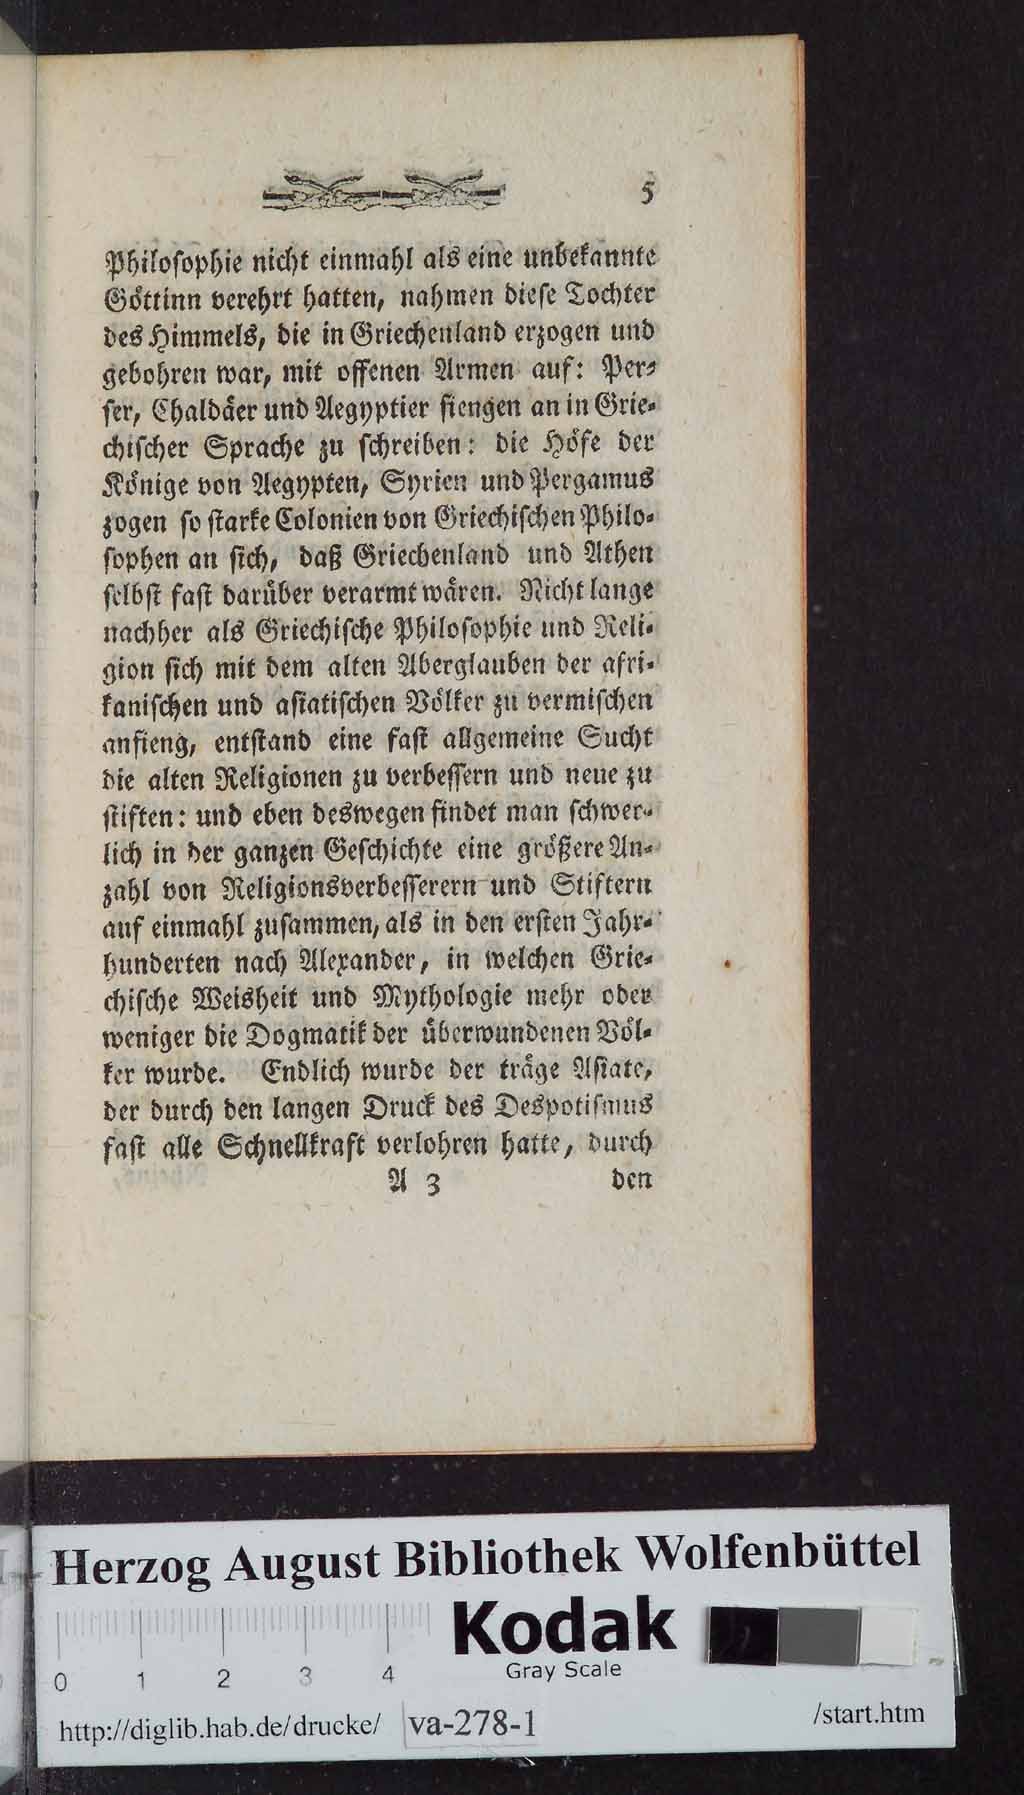 5
Philosophie nicht einmahl als eine unbekannte
Göttinn verehrt hatten, nahmen diese Tochter
des Himmels, die in Griechenland erzogen und
gebohren war, mit offenen Armen auf: Per-
ser, Chaldäer und Aegyptier fiengen an in Grie-
chischer Sprache zu schreiben: die Höfe der
Könige von Aegypten, Syrien und Pergamus
zogen so starke Colonien von Griechischen Philo-
sophen an sich, daß Griechenland und Athen
selbst fast darüber verarmt wären. Nicht lange
nachher als Griechische Philosophie und Reli-
gion sich mit dem alten Aberglauben der afri-
kanischen und asiatischen Völker zu vermischen
anfieng, entstand eine fast allgemeine Sucht
die alten Religionen zu verbessern und neue zu
stiften: und eben deswegen findet man schwer-
lich in der ganzen Geschichte eine größere An-
zahl von Religionsverbesserern und Stiftern
auf einmahl zusammen, als in den ersten Jahr-
hunderten nach Alexander, in welchen Grie-
chische Weisheit und Mythologie mehr oder
weniger die Dogmatik der überwundenen Völ-
ker wurde. Endlich wurde der träge Asiate,
der durch den langen Druck des Despotismus
fast alle Schnellkraft verlohren hatte, durch
A 3 den
Herzog August Bibliothek Wolfenbüttel
Kodak
Gray Scale
0 1 2 3 4
http://diglib.hab.de/drucke/ va-278-1 /start.htm